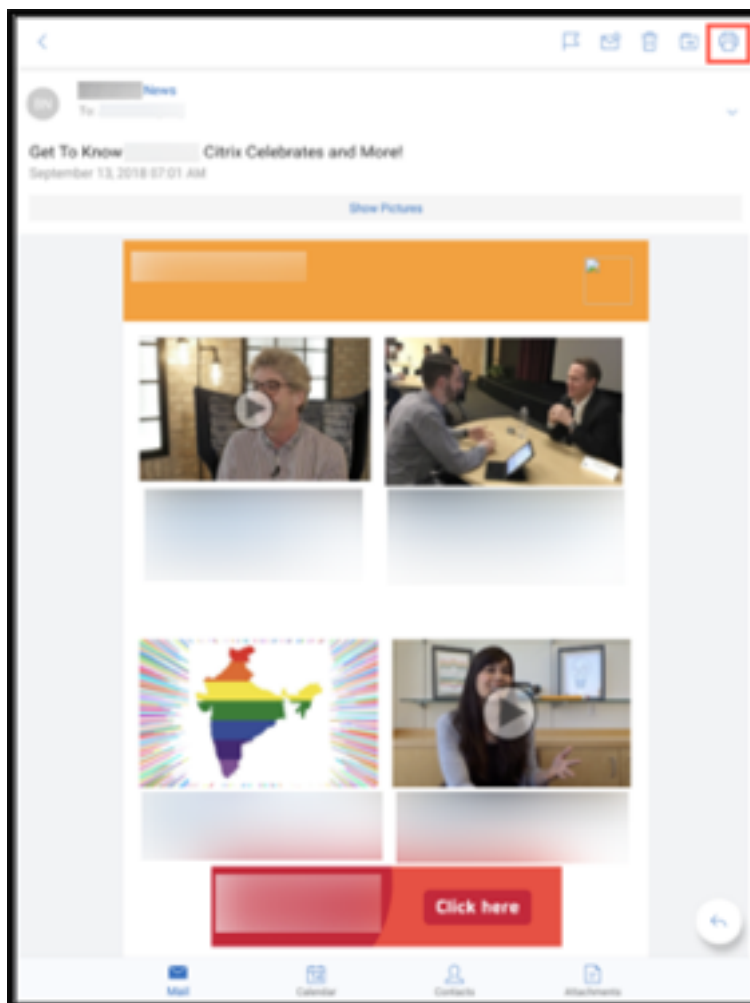 News
To:
Get To Know Citrix Celebrates and More!
September 13, 2018 07:01 AM
Show Pictures
Click here
Mail
Calendar
Contacts
Attachments